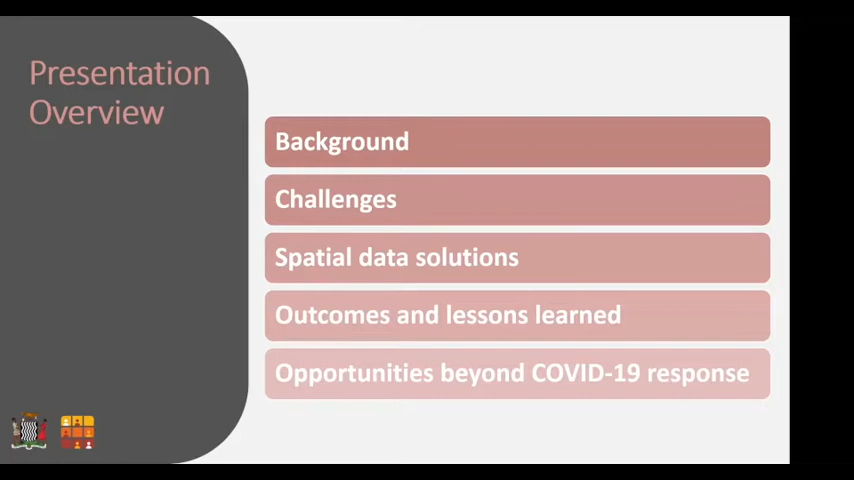 Presentation
Overview
Background
Challenges
Spatial data solutions
Outcomes and lessons learned
Opportunities beyond COVID-19 response